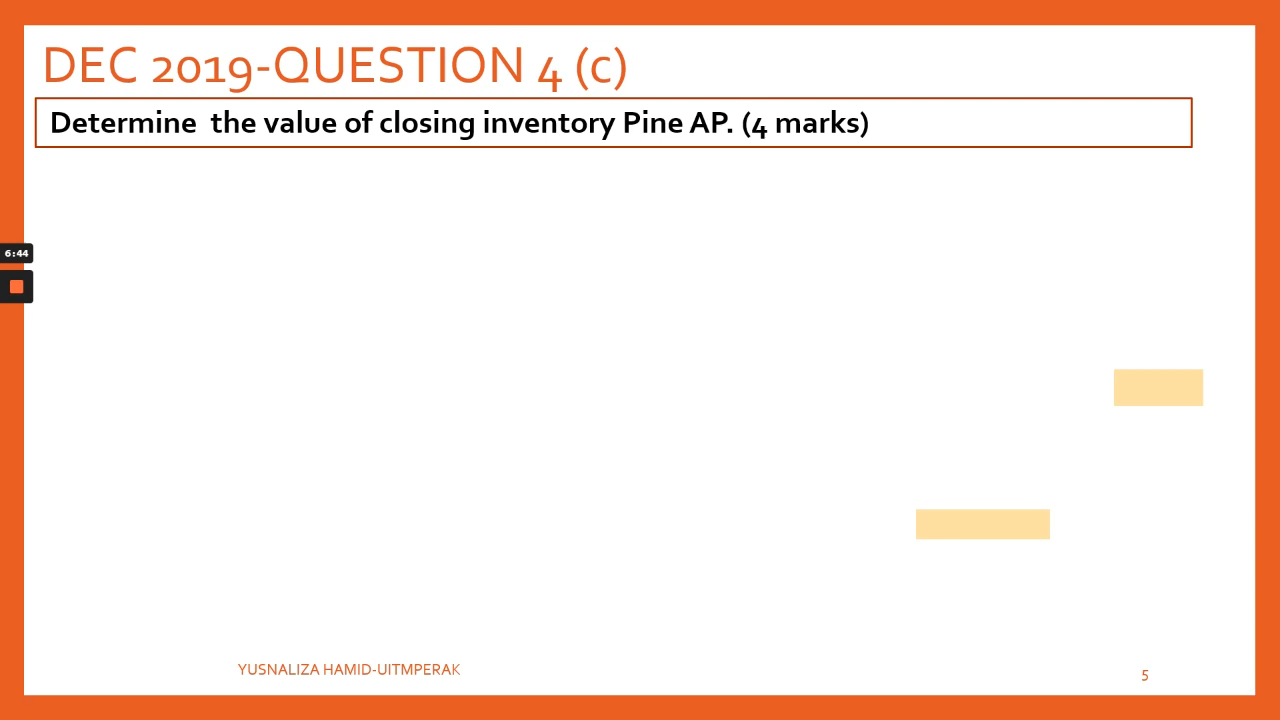 DEC 2019-QUESTION 4 (c)
Determine  the value of closing inventory Pine AP. (4 marks)
6:44
YUSNALIZA HAMID-UITMPERAK
5